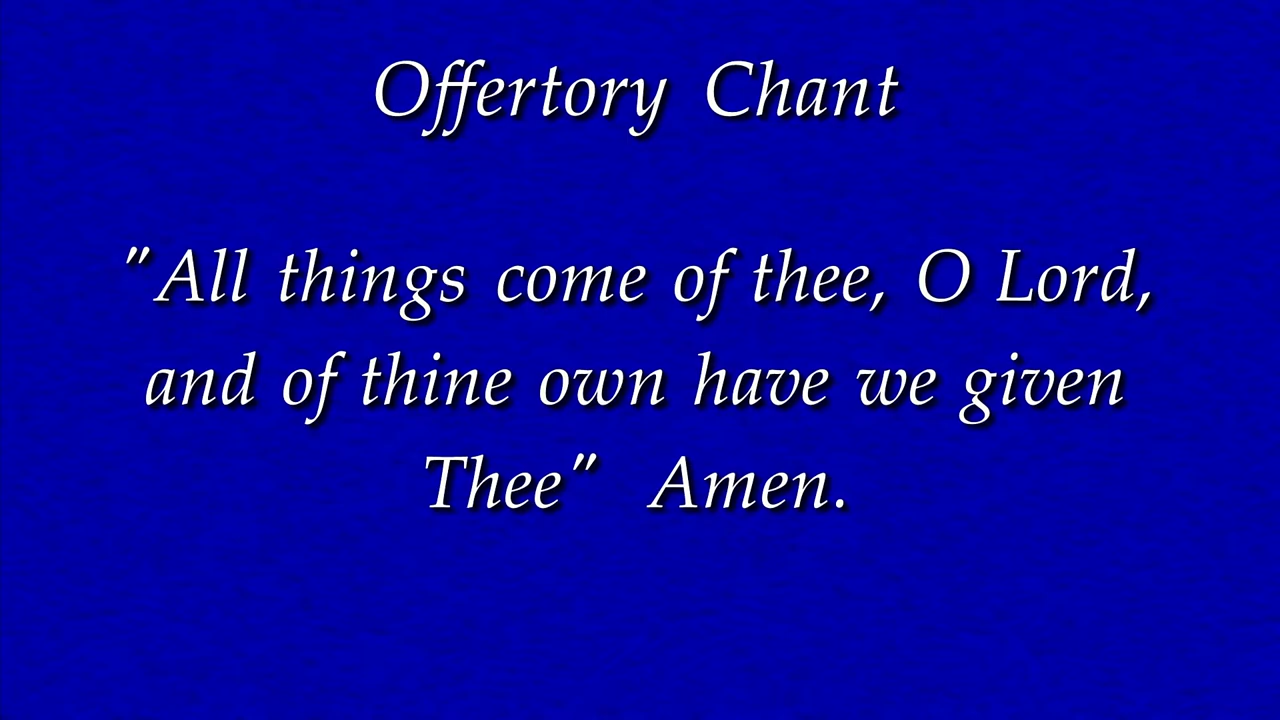 Offertory Chant
"All things come of thee, O Lord,
and of thine own have we given
Thee" Amen.